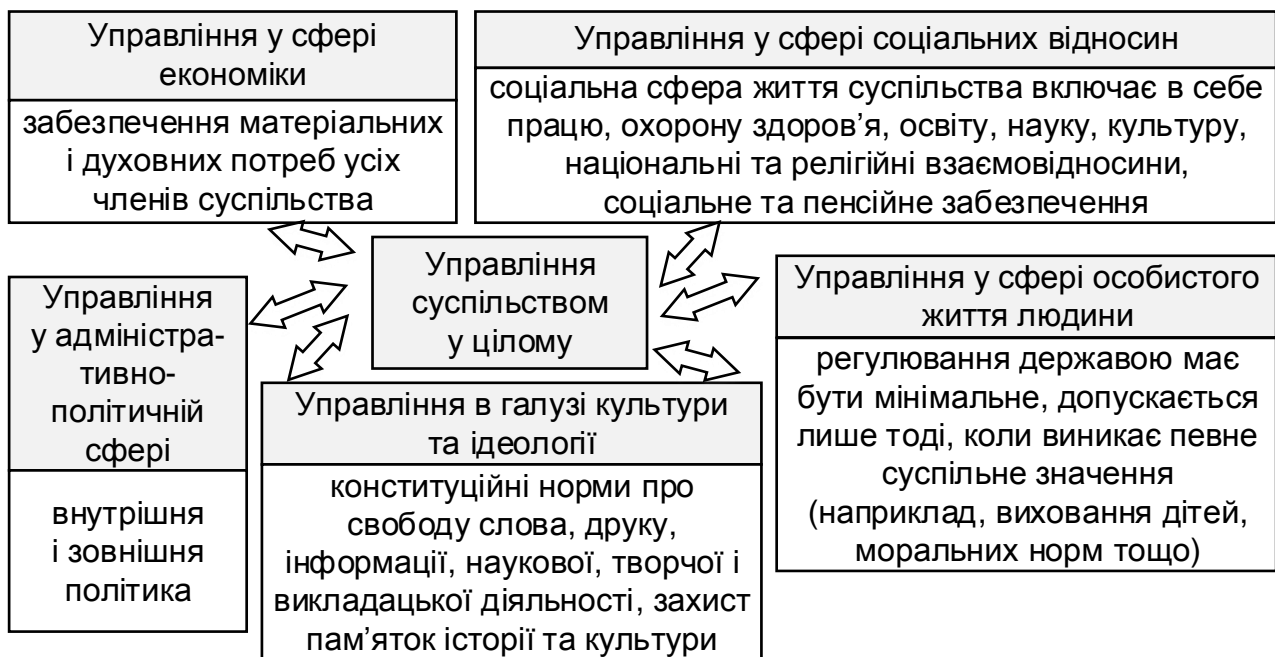 Управління у сфері
економіки
забезпечення матеріальних
і духовних потреб усіх
членів суспільства
Управління у сфері соціальних відносин
соціальна сфера життя суспільства включає в себе
працю, охорону здоров’я, освіту, науку, культуру,
національні та релігійні взаємовідносини,
соціальне та пенсійне забезпечення
Управління
суспільством
у цілому
Управління
у адміністра-
тивно-
політичній
сфері
внутрішня
і зовнішня
політика
Управління в галузі культури
та ідеології
конституційні норми про
свободу слова, друку,
інформації, наукової, творчої і
викладацької діяльності, захист
пам’яток історії та культури
Управління у сфері особистого
життя людини
регулювання державою має
бути мінімальне, допускається
лише тоді, коли виникає певне
суспільне значення
(наприклад, виховання дітей,
моральних норм тощо)